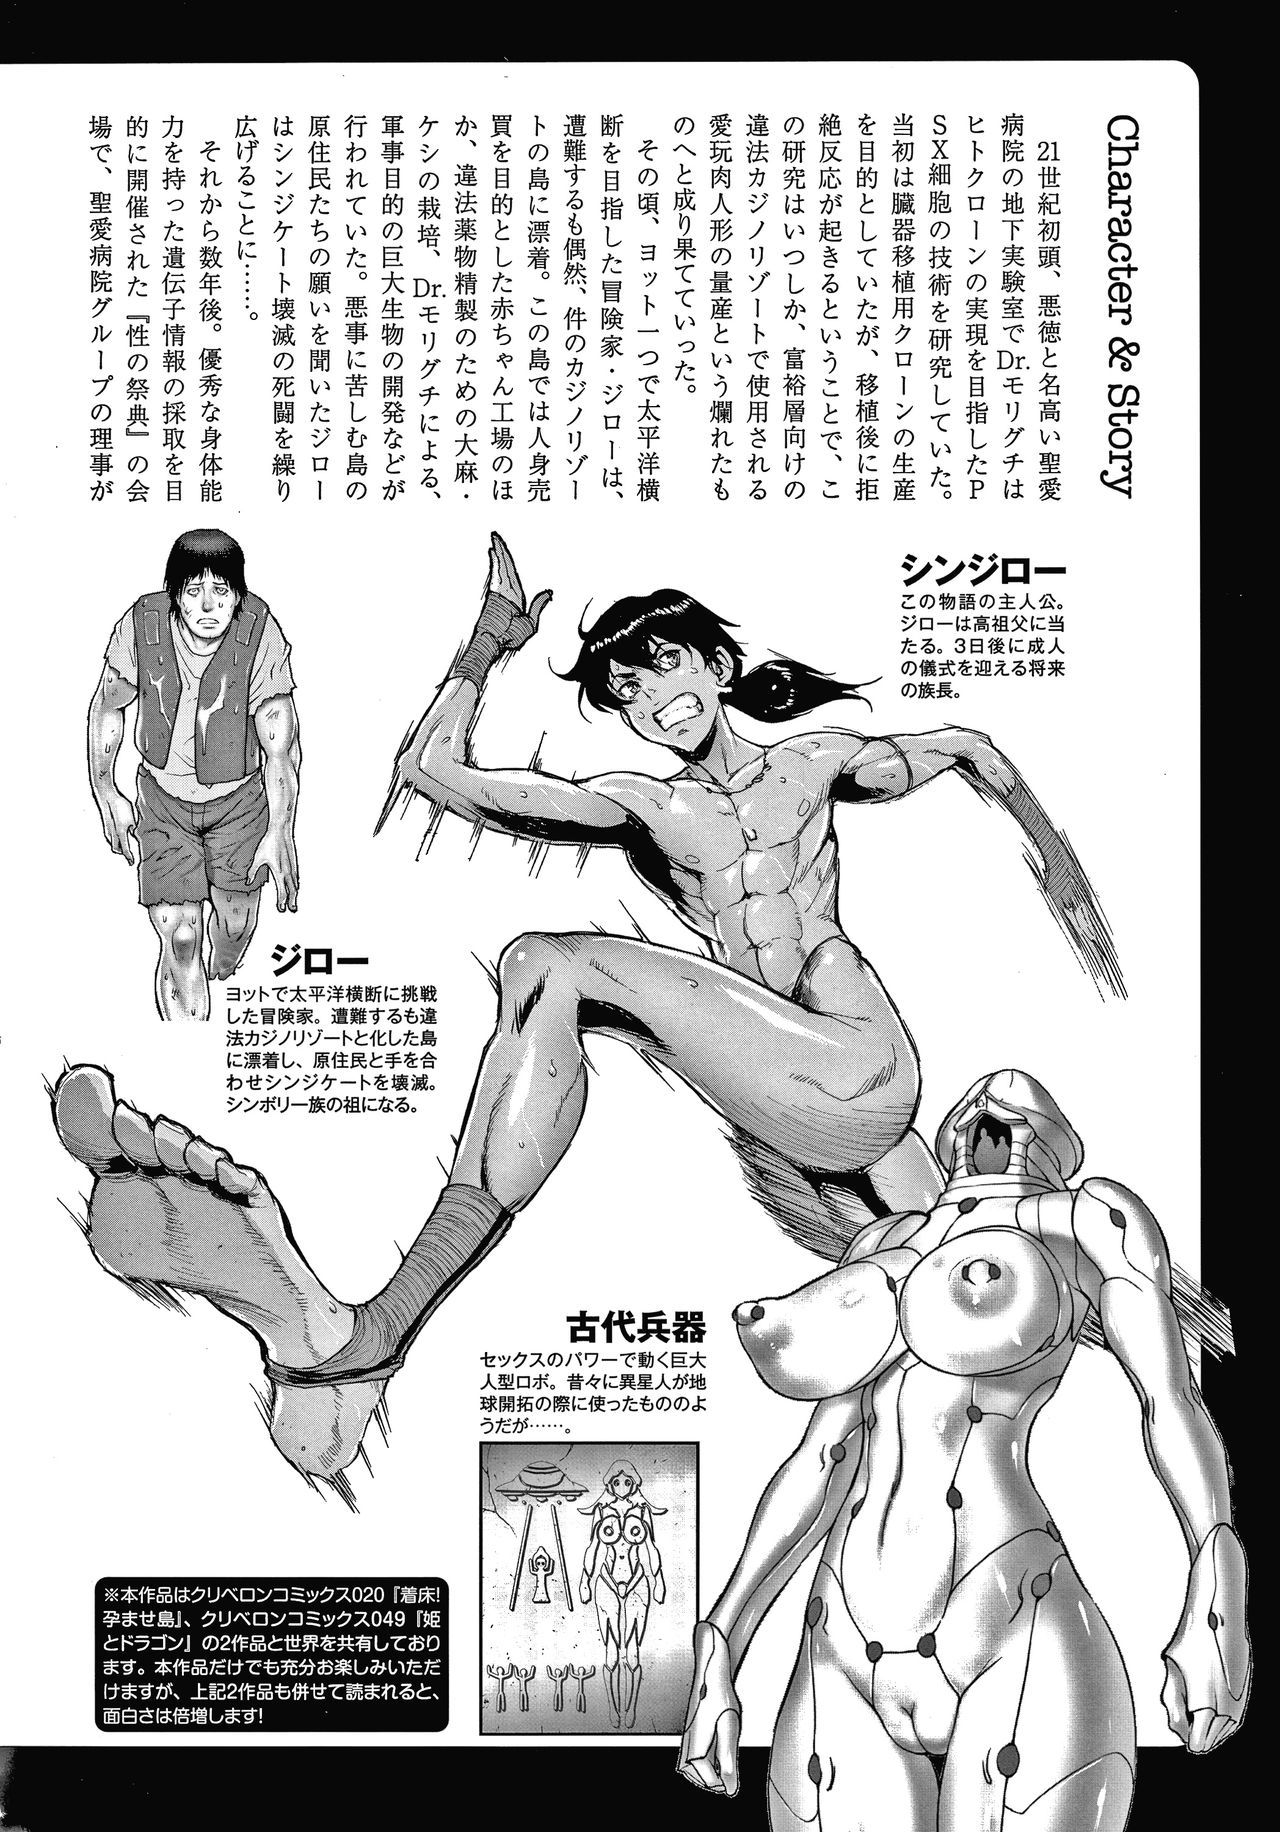 Character & Story
21世紀初頭、悪徳と名高い聖愛
病院の地下実験室でDr.モリグチは
ヒトクローンの実現を目指したP
SX細胞の技術を研究していた。
当初は臓器移植用クローンの生産
を目的としていたが、移植後に拒
絶反応が起きるということで、こ
の研究はいつしか、富裕層向けの
違法カジノリゾートで使用される
愛玩肉人形の量産という爛れたも
のへと成り果てていった。
その頃、ヨット一つで太平洋横
断を目指した冒険家・ジローは、
遭難するも偶然、件のカジノリゾー
トの島に漂着。この島では人身売
買を目的とした赤ちゃん工場のほ
か、違法薬物精製のための大麻・
ケシの栽培、Dr.モリグチによる、
軍事目的の巨大生物の開発などが
行われていた。悪事に苦しむ島の
原住民たちの願いを聞いたジロー
はシンジケート壊滅の死闘を繰り
広げることに……。
それから数年後。優秀な身体能
力を持った遺伝子情報の採取を目
的に開催された『性の祭典』の会
場で、聖愛病院グループの理事が
シンジロー
この物語の主人公。
ジローは高祖父に当
たる。3日後に成人
の儀式を迎える将来
の族長。
ジロー
ヨットで太平洋横断に挑戦
した冒険家。遭難するも違
法カジノリゾートと化した島
に漂着し、原住民と手を合
わせシンジケートを壊滅。
シンボリー族の祖になる。
古代兵器
セックスのパワーで動く巨大
人型ロボ。昔々に異星人が地
球開拓の際に使ったもののよ
うだが……。
※本作品はクリベロンコミックス020『着床!
孕ませ島』、クリベロンコミックス049『姫
とドラゴン』の2作品と世界を共有しており
ます。本作品だけでも充分お楽しみいただ
けますが、上記2作品も併せて読まれると、
面白さは倍増します!